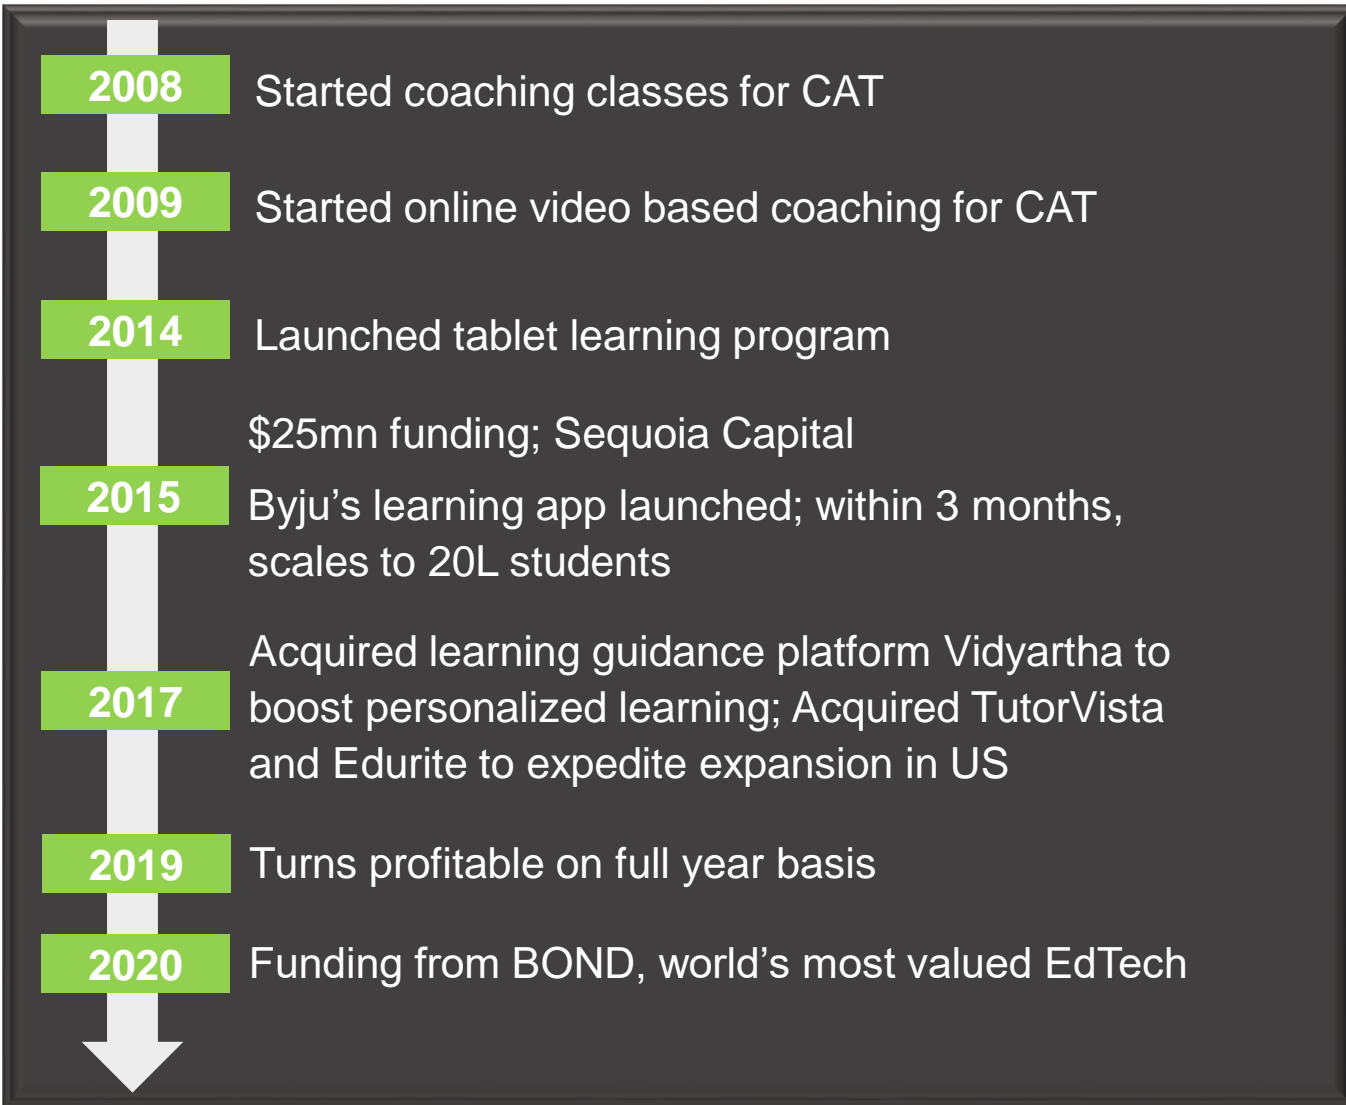 2008
Started coaching classes for CAT
2009
Started online video based coaching for CAT
2014
Launched tablet learning program
$25mn funding; Sequoia Capital
2015
Byju’s learning app launched; within 3 months,
scales to 20L students
Acquired learning guidance platform Vidyartha to
2017
boost personalized learning; Acquired TutorVista
and Edurite to expedite expansion in US
2019
Turns profitable on full year basis
2020
Funding from BOND, world’s most valued EdTech